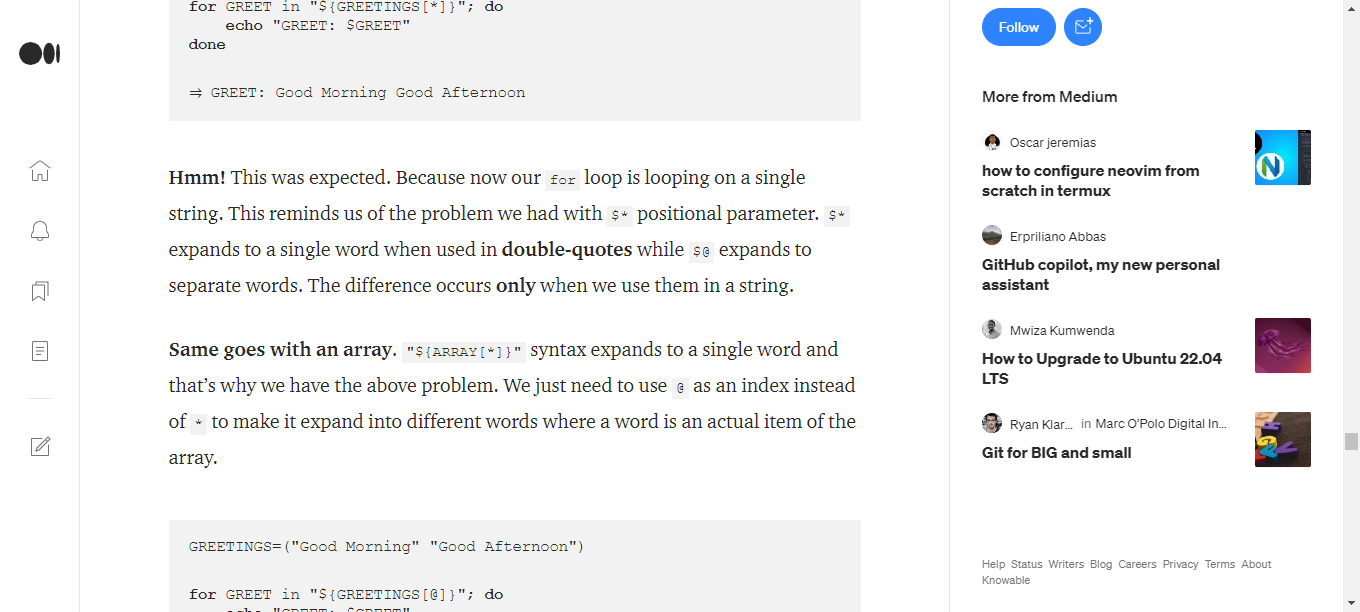 for GREET in "${GREETINGS[*]}"; do
echo "GREET: $GREET"
done
⇒ GREET: Good Morning Good Afternoon
Hmm! This was expected. Because now our for loop is looping on a single
string. This reminds us of the problem we had with $* positional parameter. $*
expands to a single word when used in double-quotes while $@ expands to
separate words. The difference occurs only when we use them in a string.
Same goes with an array. "${ARRAY[*]}" syntax expands to a single word and
that’s why we have the above problem. We just need to use @ as an index instead
of * to make it expand into different words where a word is an actual item of the
array.
GREETINGS=("Good Morning" "Good Afternoon")
for GREET in "${GREETINGS[@]}"; do
echo "GREET: $GREET"
Follow
More from Medium
Oscar jeremias
how to configure neovim from
scratch in termux
Erpriliano Abbas
GitHub copilot, my new personal
assistant
Mwiza Kumwenda
How to Upgrade to Ubuntu 22.04
LTS
Ryan Klar... in Marc O’Polo Digital In...
Git for BIG and small
Help Status Writers Blog Careers Privacy Terms About
Knowable